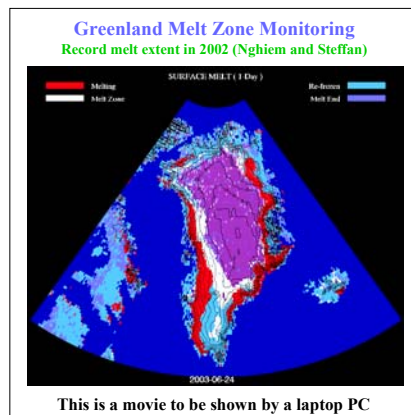 Greenland Melt Zone Monitoring
Record melt extent in 2002 (Nghiem and Steffan)
SURFACE MELT ( 1-Day )
Melting
Re-frozen
Melt Zone
Melt End
2003-06-24
This is a movie to be shown by a laptop PC